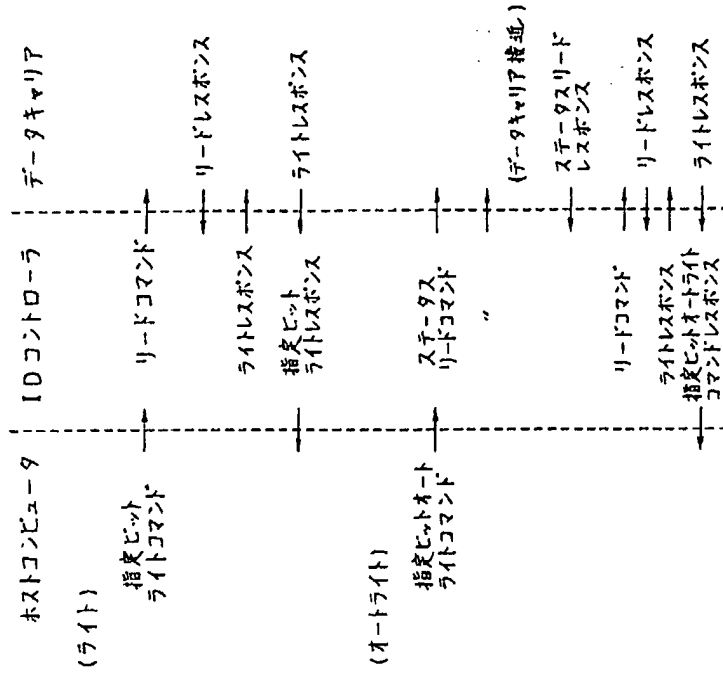 ホストコンピュータ
IDコントローラ
データキャリア
(ライト)
指定ビット
ライトコマンド
リードコマンド
リードレスポンス
ライトレスポンス
指定ビット
ライトレスポンス
ライトレスポンス
(オートライト)
指定ビットオート
ライトコマンド
ステータス
リードコマンド
〃
(データキャリア接近)
ステータスリード
レスポンス
リードコマンド
リードレスポンス
ライトレスポンス
指定ビットオートライト
コマンドレスポンス
ライトレスポンス